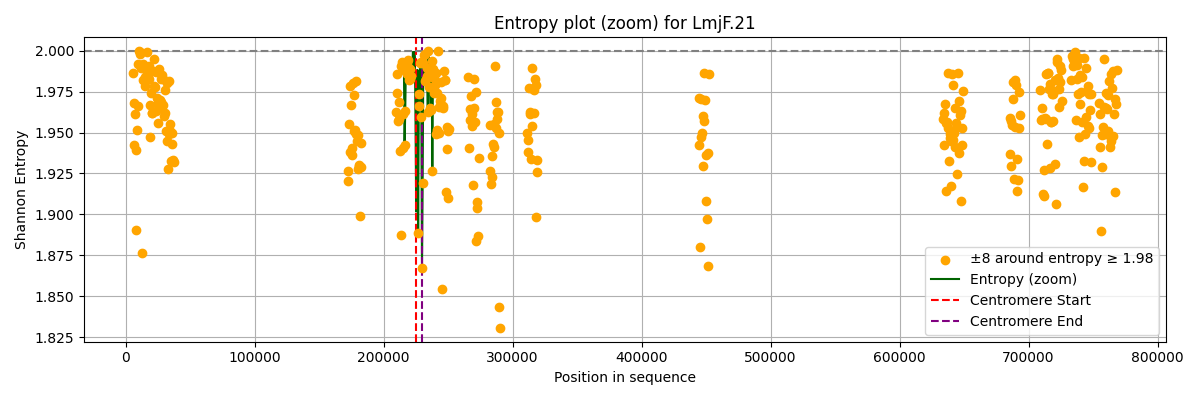 Entropy plot (zoom) for LmjF.21
2.000
1.975
1.950
1.925
1.900
1.875
1.850
1.825
Shannon Entropy
±8 around entropy ≥ 1.98
Entropy (zoom)
Centromere Start
Centromere End
0 100000 200000 300000 400000 500000 600000 700000 800000
Position in sequence